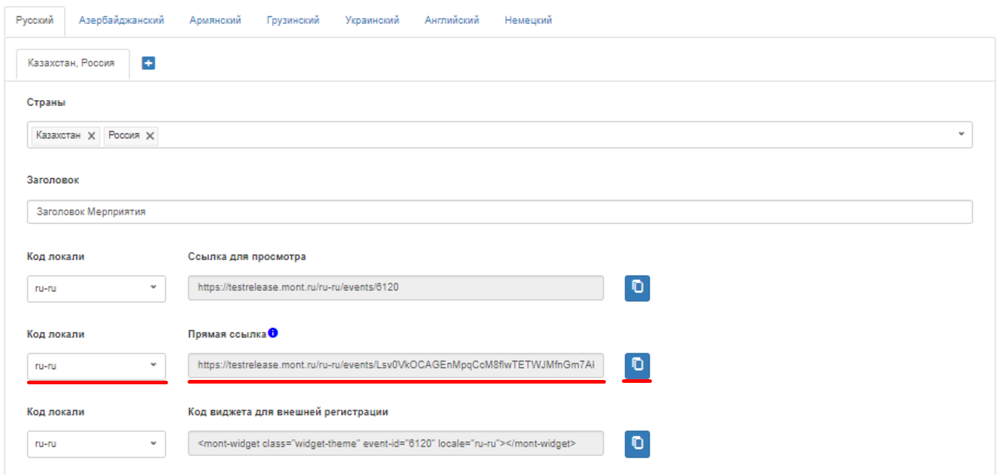 Русский Азербайджанский Армянский Грузинский Украинский Английский Немецкий
Казахстан, Россия
Страны
Казахстан Россия
Заголовок
Заголовок Мерприятия
Код локали Ссылка для просмотра
ru-ru https://testrelease.mont.ru/ru-ru/events/6120
Код локали Прямая ссылка
ru-ru https://testrelease.mont.ru/ru-ru/events/Lsv0VkOCAGEnMpqCcM8flwTETWJMfnGm7Al
Код локали Код виджета для внешней регистрации
ru-ru <mont-widget class="widget-theme" event-id="6120" locale="ru-ru"></mont-widget>